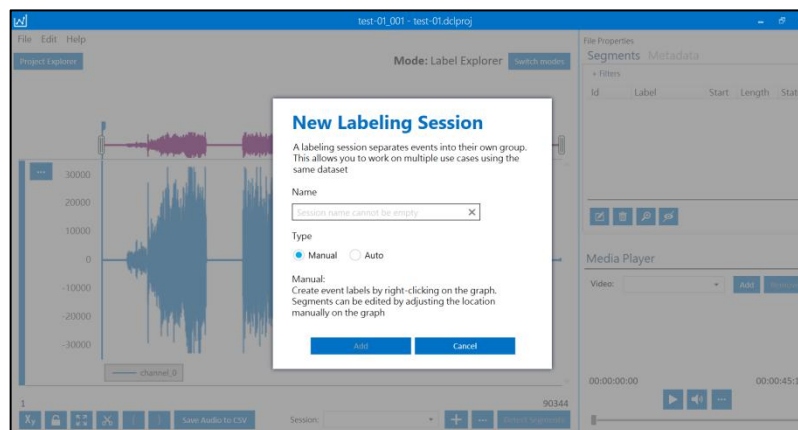 test-01_001 - test-01.dclproj
File Edit Help
Project Explorer
Mode: Label Explorer
Switch modes
File Properties
Segments Metadata
+ Filters
Id Label Start Length
New Labeling Session
A labeling session separates events into their own group.
This allows you to work on multiple use cases using the
same dataset
Name
Session name cannot be empty
Type
Manual Auto
Manual:
Create event labels by right-clicking on the graph.
Segments can be edited by adjusting the location
manually on the graph
Add Cancel
30000
20000
10000
0
-10000
-20000
-30000
channel_0
1 90344
Save Audio to CSV
Session:
Detect Segments
Media Player
Video:
Add
00:00:00:00